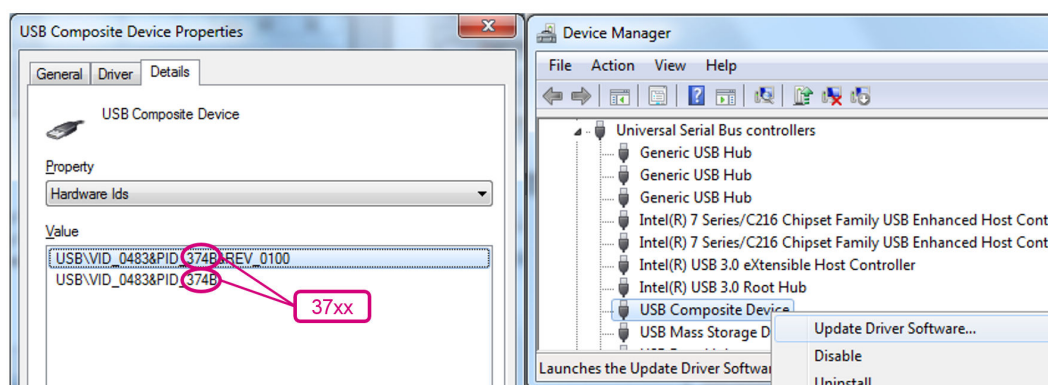 USB Composite Device Properties
General Driver Details
USB Composite Device
Property
Hardware Ids
Value
USB\VID_0483&PID_374B&REV_0100
USB\VID_0483&PID_374B
37xx
Device Manager
File Action View Help
Universal Serial Bus controllers
Generic USB Hub
Generic USB Hub
Generic USB Hub
Intel(R) 7 Series/C216 Chipset Family USB Enhanced Host Cont
Intel(R) 7 Series/C216 Chipset Family USB Enhanced Host Cont
Intel(R) USB 3.0 eXtensible Host Controller
Intel(R) USB 3.0 Root Hub
USB Composite Device
USB Mass Storage D
Update Driver Software...
Disable
Uninstall
Launches the Update Driver Softwar